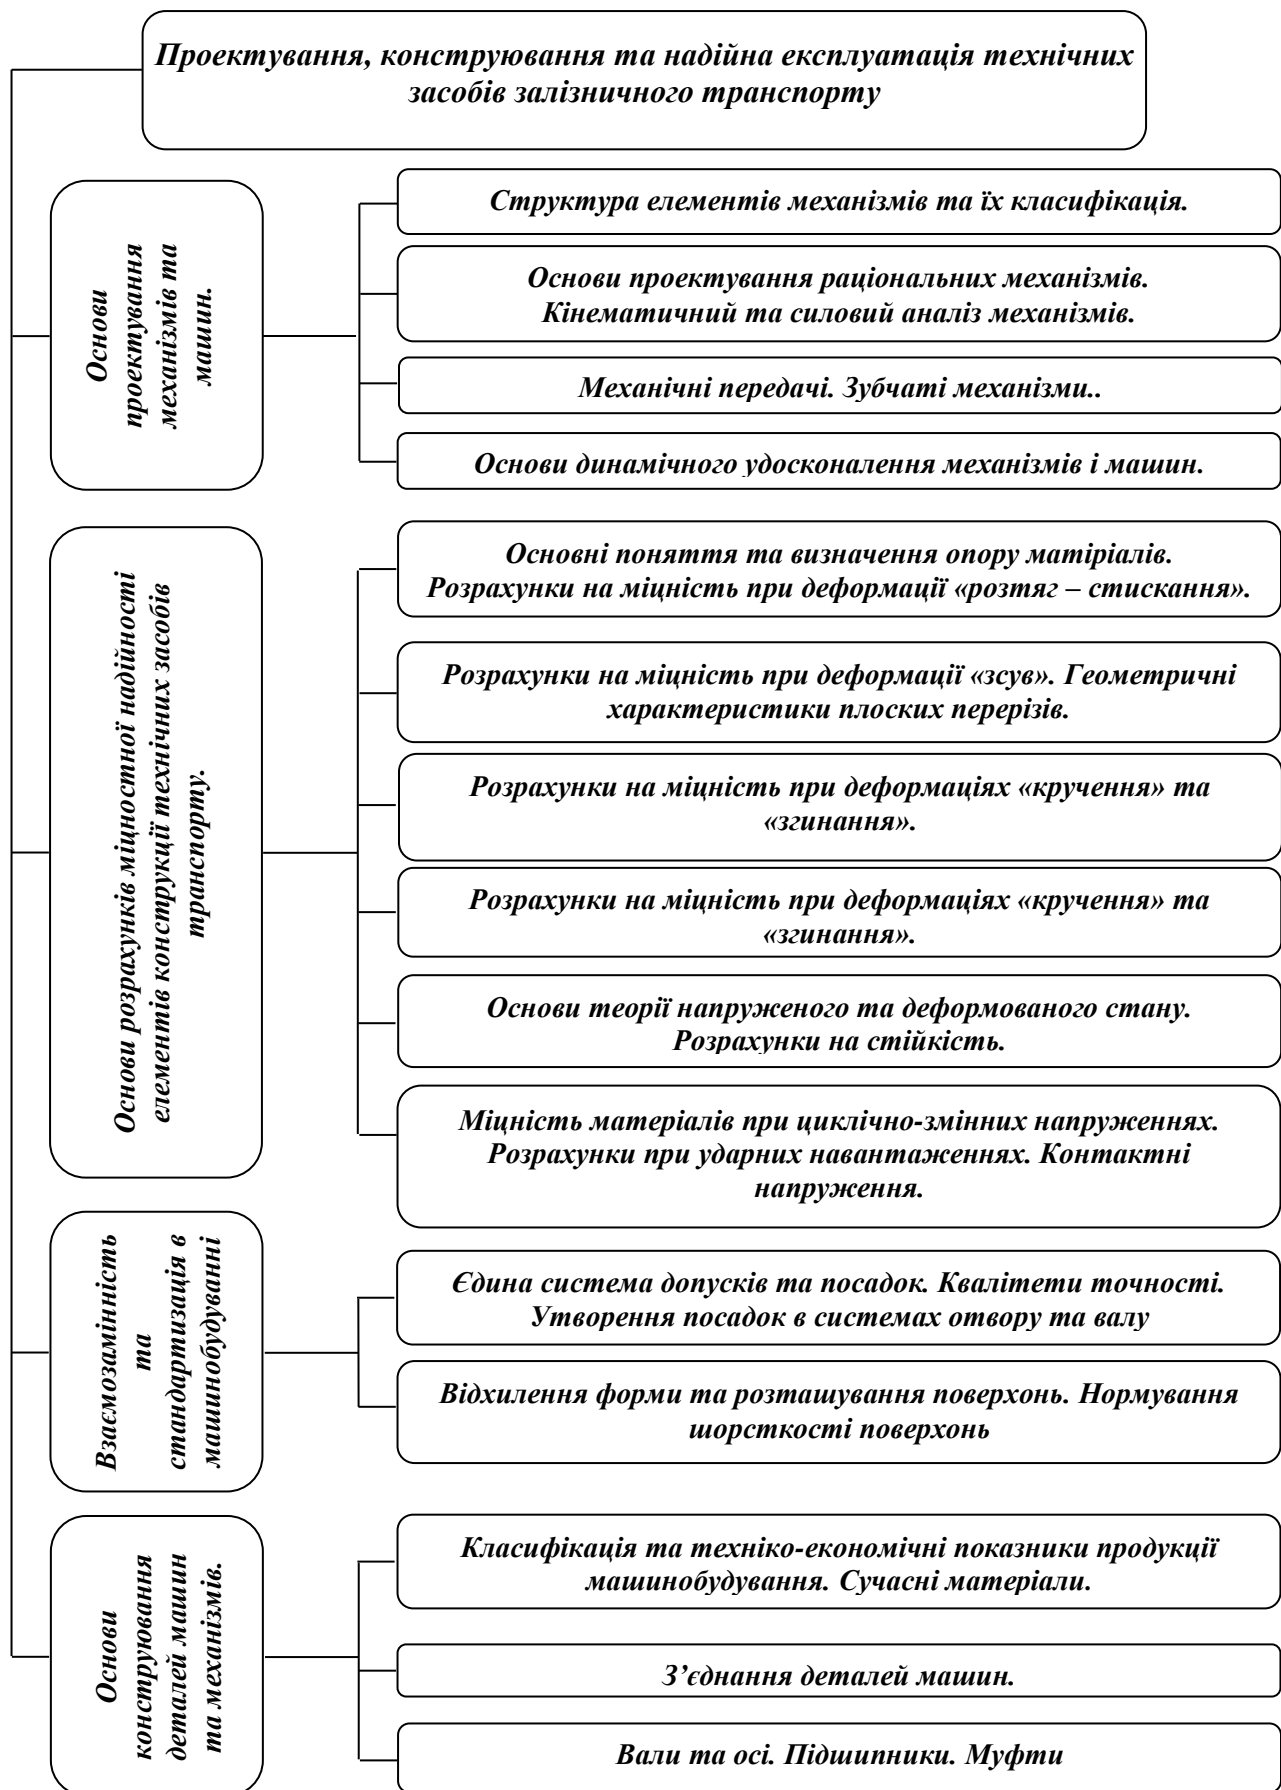 Проектування, конструювання та надійна експлуатація технічних
засобів залізничного транспорту
Основи
проектування
механізмів та
машин.
Структура елементів механізмів та їх класифікація.
Основи проектування раціональних механізмів.
Кінематичний та силовий аналіз механізмів.
Механічні передачі. Зубчаті механізми..
Основи динамічного удосконалення механізмів і машин.
Основи розрахунків міцностної надійності
елементів конструкції технічних засобів
транспорту.
Основні поняття та визначення опору матіріалів.
Розрахунки на міцність при деформації «розтяг – стискання».
Розрахунки на міцність при деформації «зсув». Геометричні
характеристики плоских перерізів.
Розрахунки на міцність при деформаціях «кручення» та
«згинання».
Розрахунки на міцність при деформаціях «кручення» та
«згинання».
Основи теорії напруженого та деформованого стану.
Розрахунки на стійкість.
Міцність матеріалів при циклічно-змінних напруженнях.
Розрахунки при ударних навантаженнях. Контактні
напруження.
Взаємозамінність
та
стандартизація в
машинобудуванні
Єдина система допусків та посадок. Квалітети точності.
Утворення посадок в системах отвору та валу
Відхилення форми та розташування поверхонь. Нормування
шорсткості поверхонь
Основи
конструювання
деталей машин
та механізмів.
Класифікація та техніко-економічні показники продукції
машинобудування. Сучасні матеріали.
З’єднання деталей машин.
Вали та осі. Підшипники. Муфти